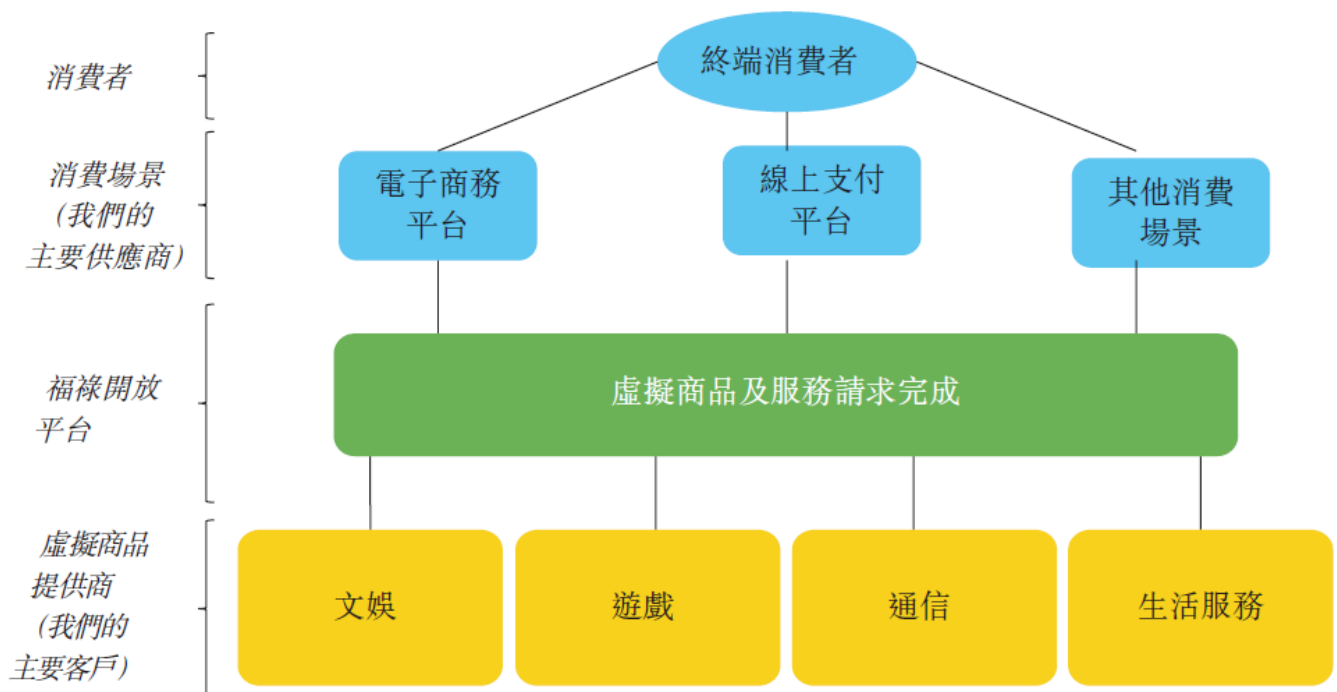 消費者
終端消費者
消費場景
(我們的
主要供應商)
電子商務
平台
線上支付
平台
其他消費
場景
福祿開放
平台
虛擬商品及服務請求完成
虛擬商品
提供商
(我們的
主要客戶)
文娛
遊戲
通信
生活服務